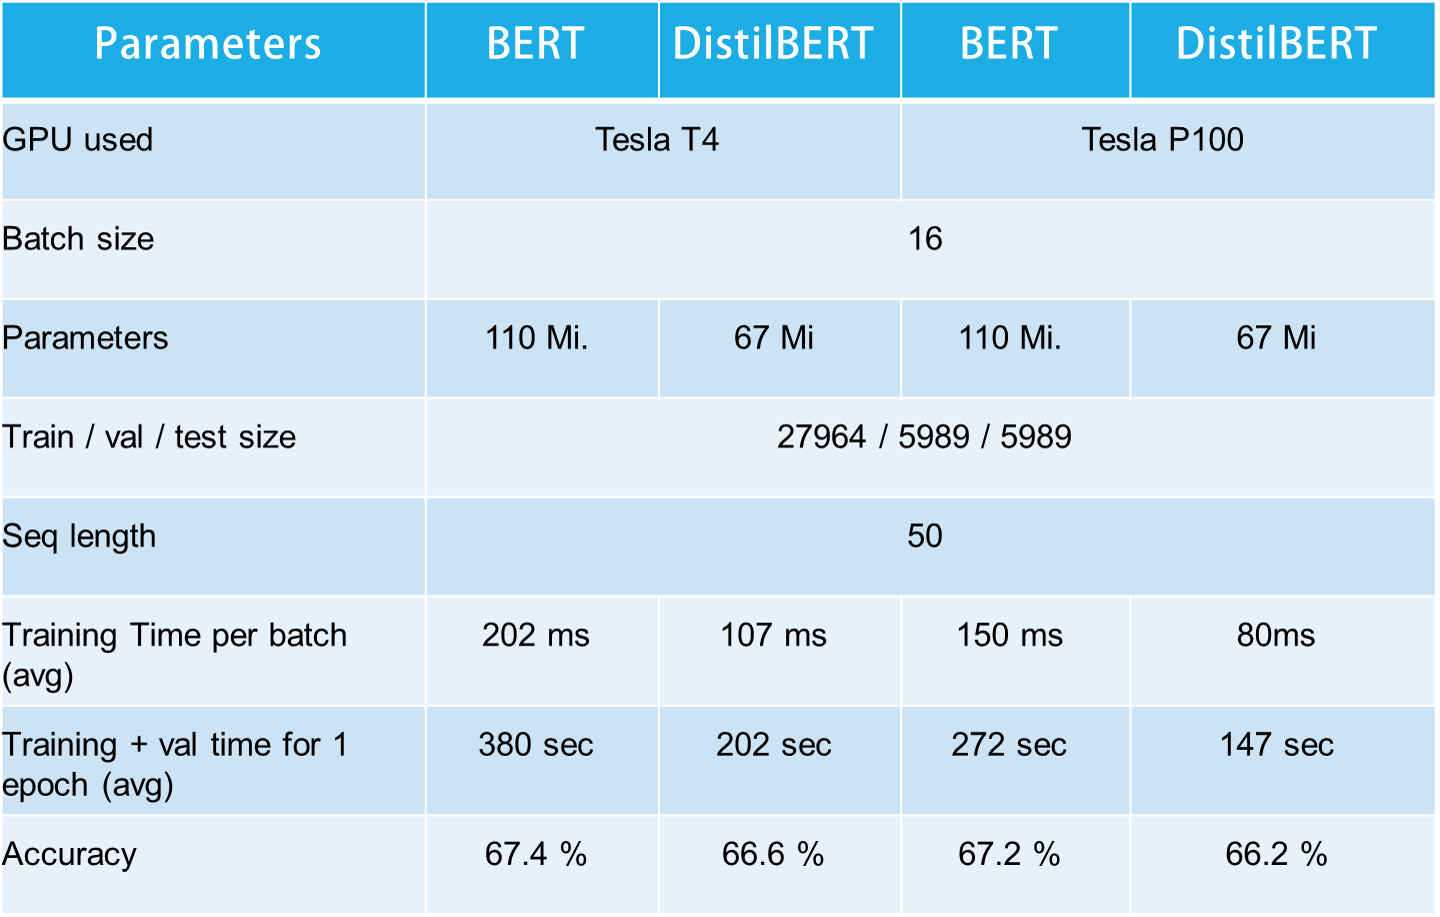 Parameters BERT DistilBERT BERT DistilBERT
GPU used Tesla T4 Tesla P100
Batch size 16
Parameters 110 Mi. 67 Mi 110 Mi. 67 Mi
Train / val / test size 27964 / 5989 / 5989
Seq length 50
Training Time per batch 202 ms 107 ms 150 ms 80ms
(avg)
Training + val time for 1 380 sec 202 sec 272 sec 147 sec
epoch (avg)
Accuracy 67.4 % 66.6 % 67.2 % 66.2 %